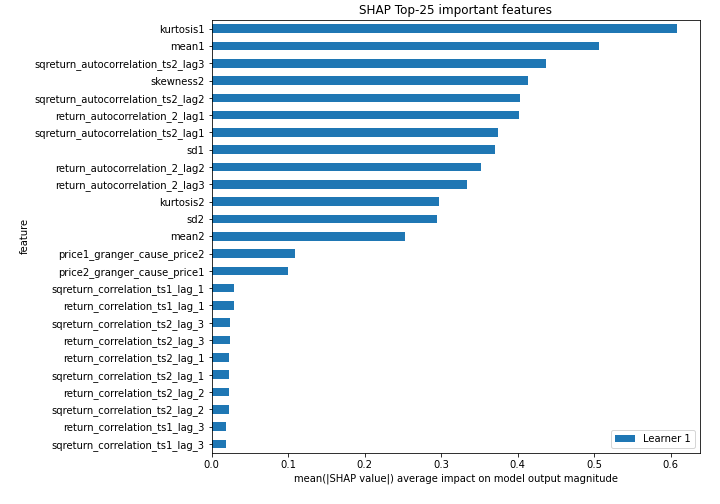 SHAP Top-25 important features
kurtosis1
mean1
sqreturn_autocorrelation_ts2_lag3
skewness2
sqreturn_autocorrelation_ts2_lag2
return_autocorrelation_2_lag1
sqreturn_autocorrelation_ts2_lag1
sd1
return_autocorrelation_2_lag2
return_autocorrelation_2_lag3
kurtosis2
sd2
mean2
price1_granger_cause_price2
price2_granger_cause_price1
sqreturn_correlation_ts1_lag_1
return_correlation_ts1_lag_1
sqreturn_correlation_ts2_lag_3
return_correlation_ts2_lag_3
return_correlation_ts2_lag_1
sqreturn_correlation_ts2_lag_1
return_correlation_ts2_lag_2
sqreturn_correlation_ts2_lag_2
return_correlation_ts1_lag_3
sqreturn_correlation_ts1_lag_3
feature
Learner 1
0.0 0.1 0.2 0.3 0.4 0.5 0.6
mean(|SHAP value|) average impact on model output magnitude